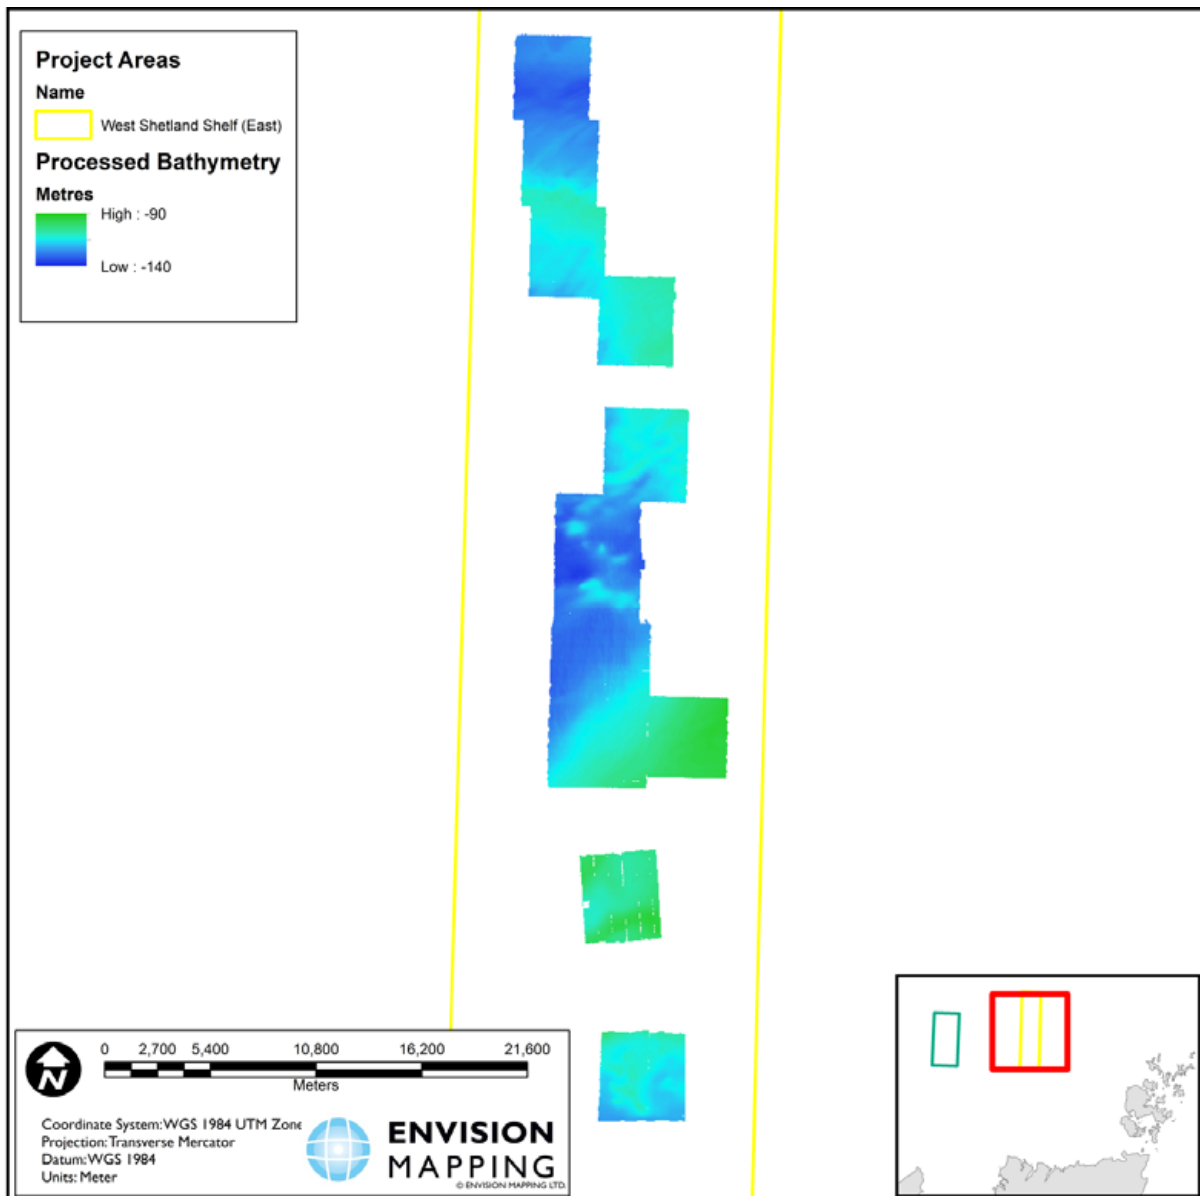 Project Areas
Name
West Shetland Shelf (East)
Processed Bathymetry
Metres
High : -90
Low : -140
0 2,700 5,400 10,800 16,200 21,600
Meters
N
Coordinate System: WGS 1984 UTM Zone
Projection: Transverse Mercator
Datum: WGS 1984
Units: Meter
ENVISION
MAPPING
© ENVISION MAPPING LTD.